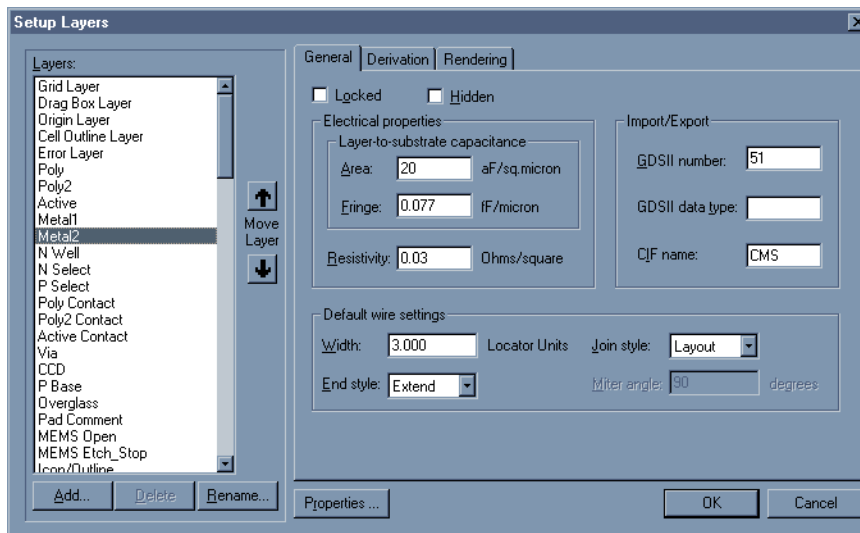 Setup Layers
Layers:
Grid Layer
Drag Box Layer
Origin Layer
Cell Outline Layer
Error Layer
Poly
Poly2
Active
Metal1
Metal2
N Well
N Select
P Select
Poly Contact
Poly2 Contact
Active Contact
Via
CCD
P Base
Overglass
Pad Comment
MEMS Open
MEMS Etch_Stop
Icon/Outline
Add...
Delete
Rename...
Move
Layer
General Derivation Rendering
Locked Hidden
Electrical properties
Layer-to-substrate capacitance
Area: 20 aF/sq.micron
Fringe: 0.077 fF/micron
Resistivity: 0.03 Ohms/square
Import/Export
GDSII number: 51
GDSII data type:
CIF name: CMS
Default wire settings
Width: 3.000 Locator Units Join style: Layout
End style: Extend Miter angle: 90 degrees
Properties ...
OK
Cancel